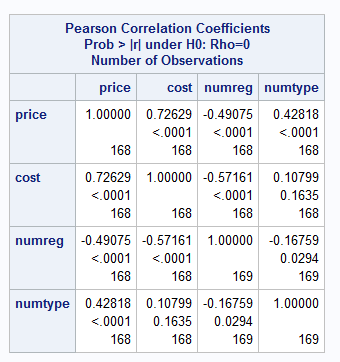 Pearson Correlation Coefficients
Prob > |r| under H0: Rho=0
Number of Observations
price cost numreg numtype
price 1.00000 0.72629 -0.49075 0.42818
<.0001 <.0001 <.0001
168 168 168 168
cost 0.72629 1.00000 -0.57161 0.10799
<.0001 <.0001 0.1635
168 168 168 168
numreg -0.49075 -0.57161 1.00000 -0.16759
<.0001 <.0001 0.0294
168 168 169 169
numtype 0.42818 0.10799 -0.16759 1.00000
<.0001 0.1635 0.0294
168 168 169 169